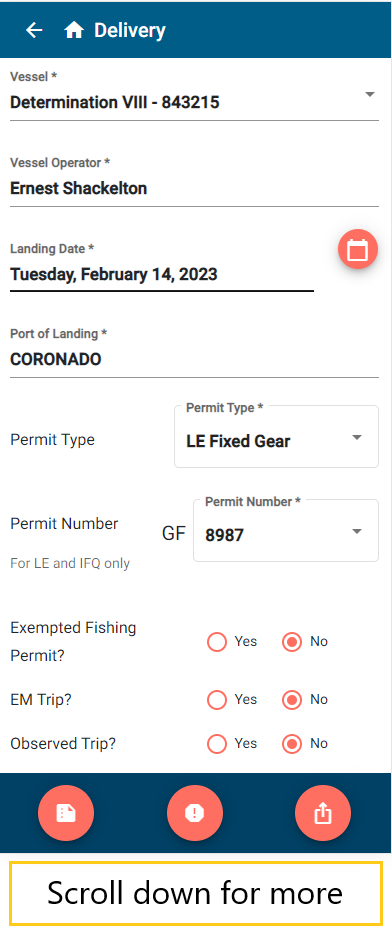 Delivery
Vessel *
Determination VIII - 843215
Vessel Operator *
Ernest Shackelton
Landing Date *
Tuesday, February 14, 2023
Port of Landing *
CORONADO
Permit Type *
Permit Type LE Fixed Gear
Permit Number *
Permit Number GF 8987
For LE and IFQ only
Exempted Fishing
Permit? Yes No
EM Trip? Yes No
Observed Trip? Yes No
Scroll down for more